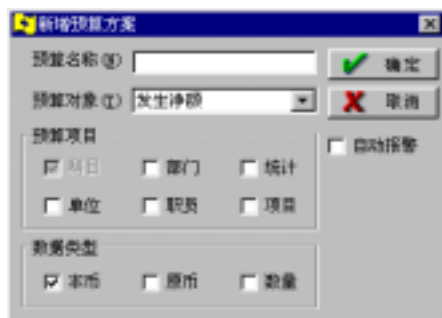 新增预算方案
预算名称(N)
确定
预算对象(T) 发生净额
取消
预算项目
自动报警
科目 部门 统计
单位 职员 项目
数据类型
本币 原币 数量